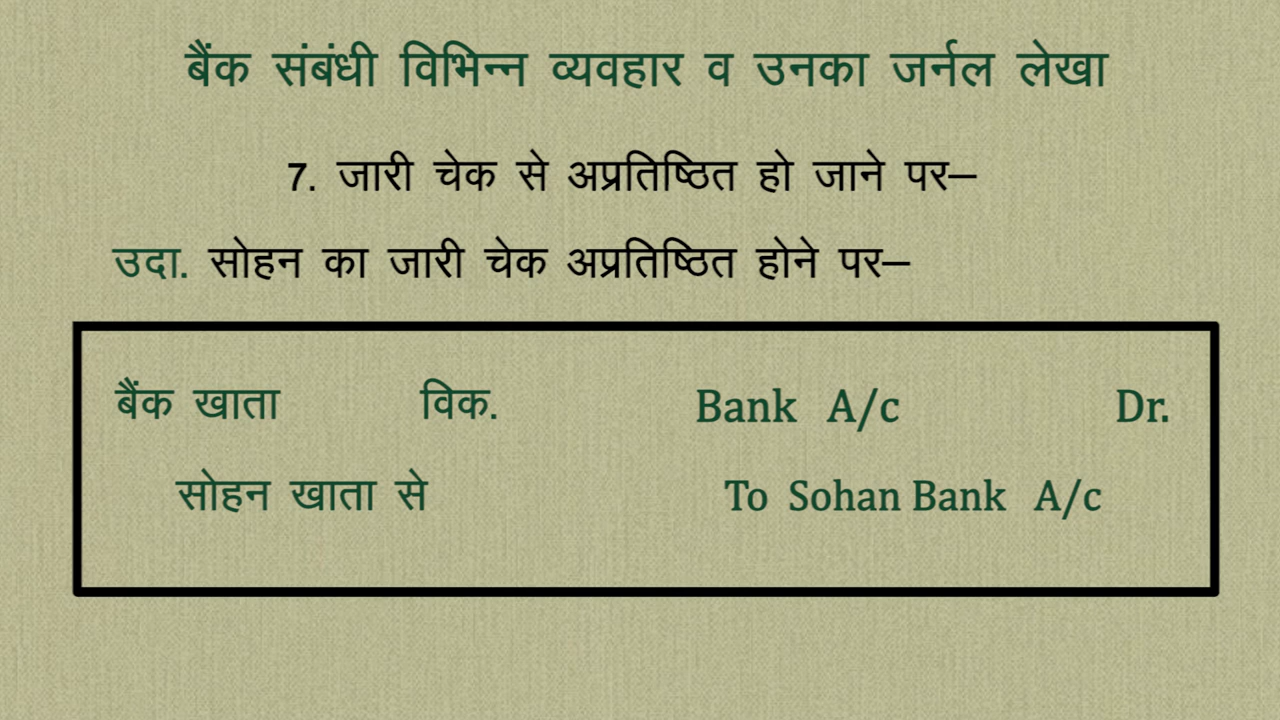 बैंक संबंधी विभिन्न व्यवहार व उनका जर्नल लेखा
7. जारी चेक से अप्रतिष्ठित हो जाने पर–
उदा. सोहन का जारी चेक अप्रतिष्ठित होने पर–
बैंक खाता विक. Bank A/c Dr.
सोहन खाता से To Sohan Bank A/c